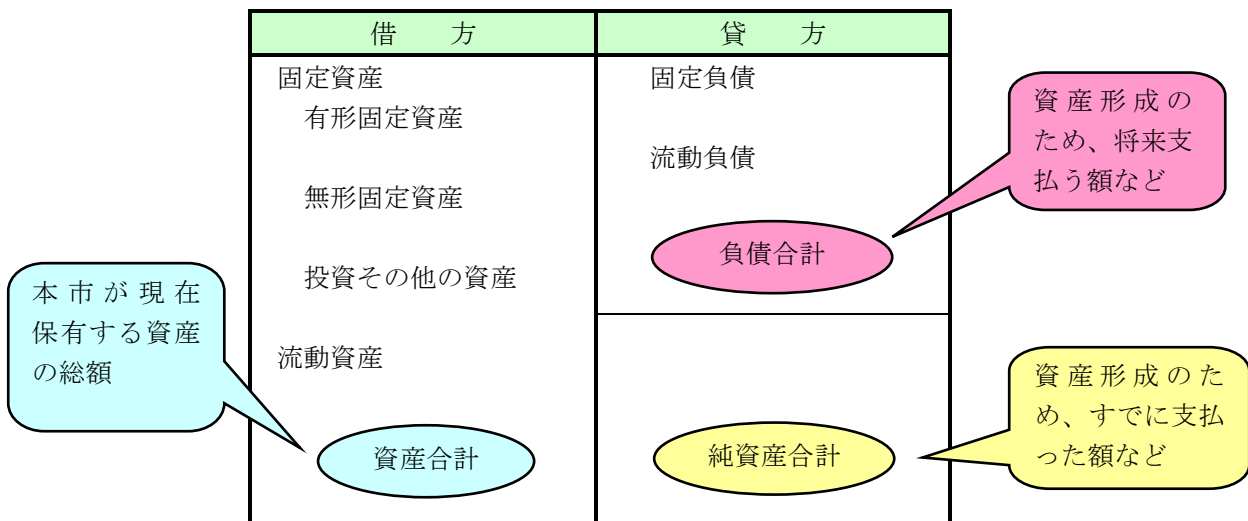 借　方
貸　方
固定資産
有形固定資産
無形固定資産
投資その他の資産
流動資産
資産合計
固定負債
流動負債
負債合計
純資産合計
本市が現在
保有する資産
の総額
資産形成の
ため、将来支
払う額など
資産形成のた
め、すでに支払
った額など